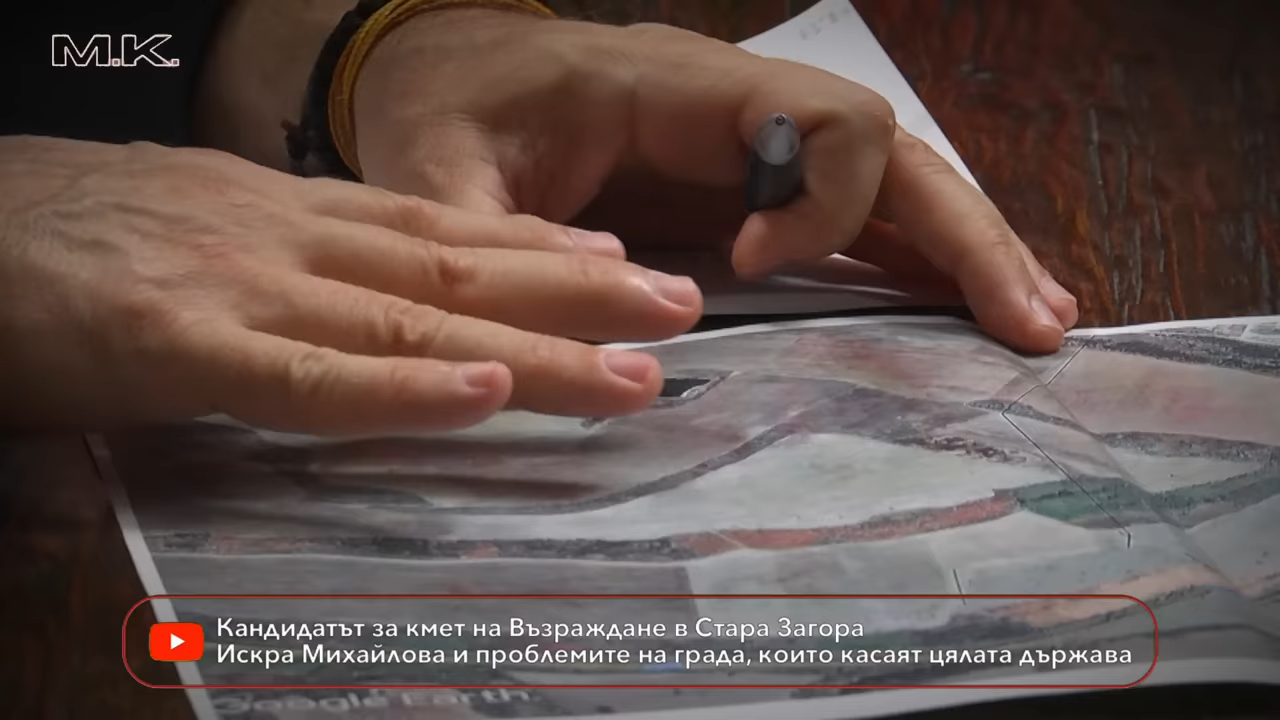 M.K.
Кандидатът за кмет на Възраждане в Стара Загора
Искра Михайлова и проблемите на града, които касаят цялата държава
Google Earth